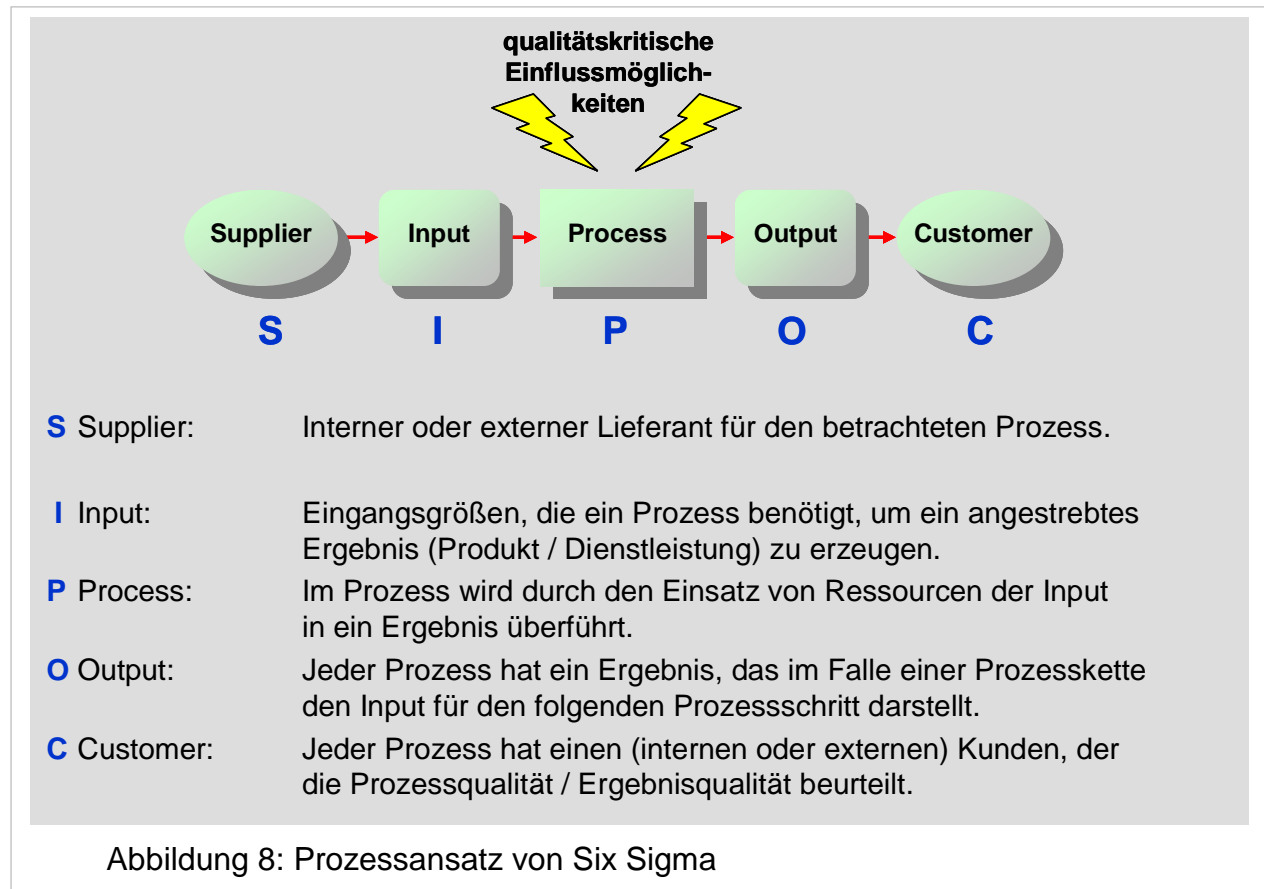 qualitätskritische
Einflussmöglich-
keiten
Supplier Input Process Output Customer
S I P O C
S Supplier: Interner oder externer Lieferant für den betrachteten Prozess.
I Input: Eingangsgrößen, die ein Prozess benötigt, um ein angestrebtes
Ergebnis (Produkt / Dienstleistung) zu erzeugen.
P Process: Im Prozess wird durch den Einsatz von Ressourcen der Input
in ein Ergebnis überführt.
O Output: Jeder Prozess hat ein Ergebnis, das im Falle einer Prozesskette
den Input für den folgenden Prozessschritt darstellt.
C Customer: Jeder Prozess hat einen (internen oder externen) Kunden, der
die Prozessqualität / Ergebnisqualität beurteilt.
Abbildung 8: Prozessansatz von Six Sigma